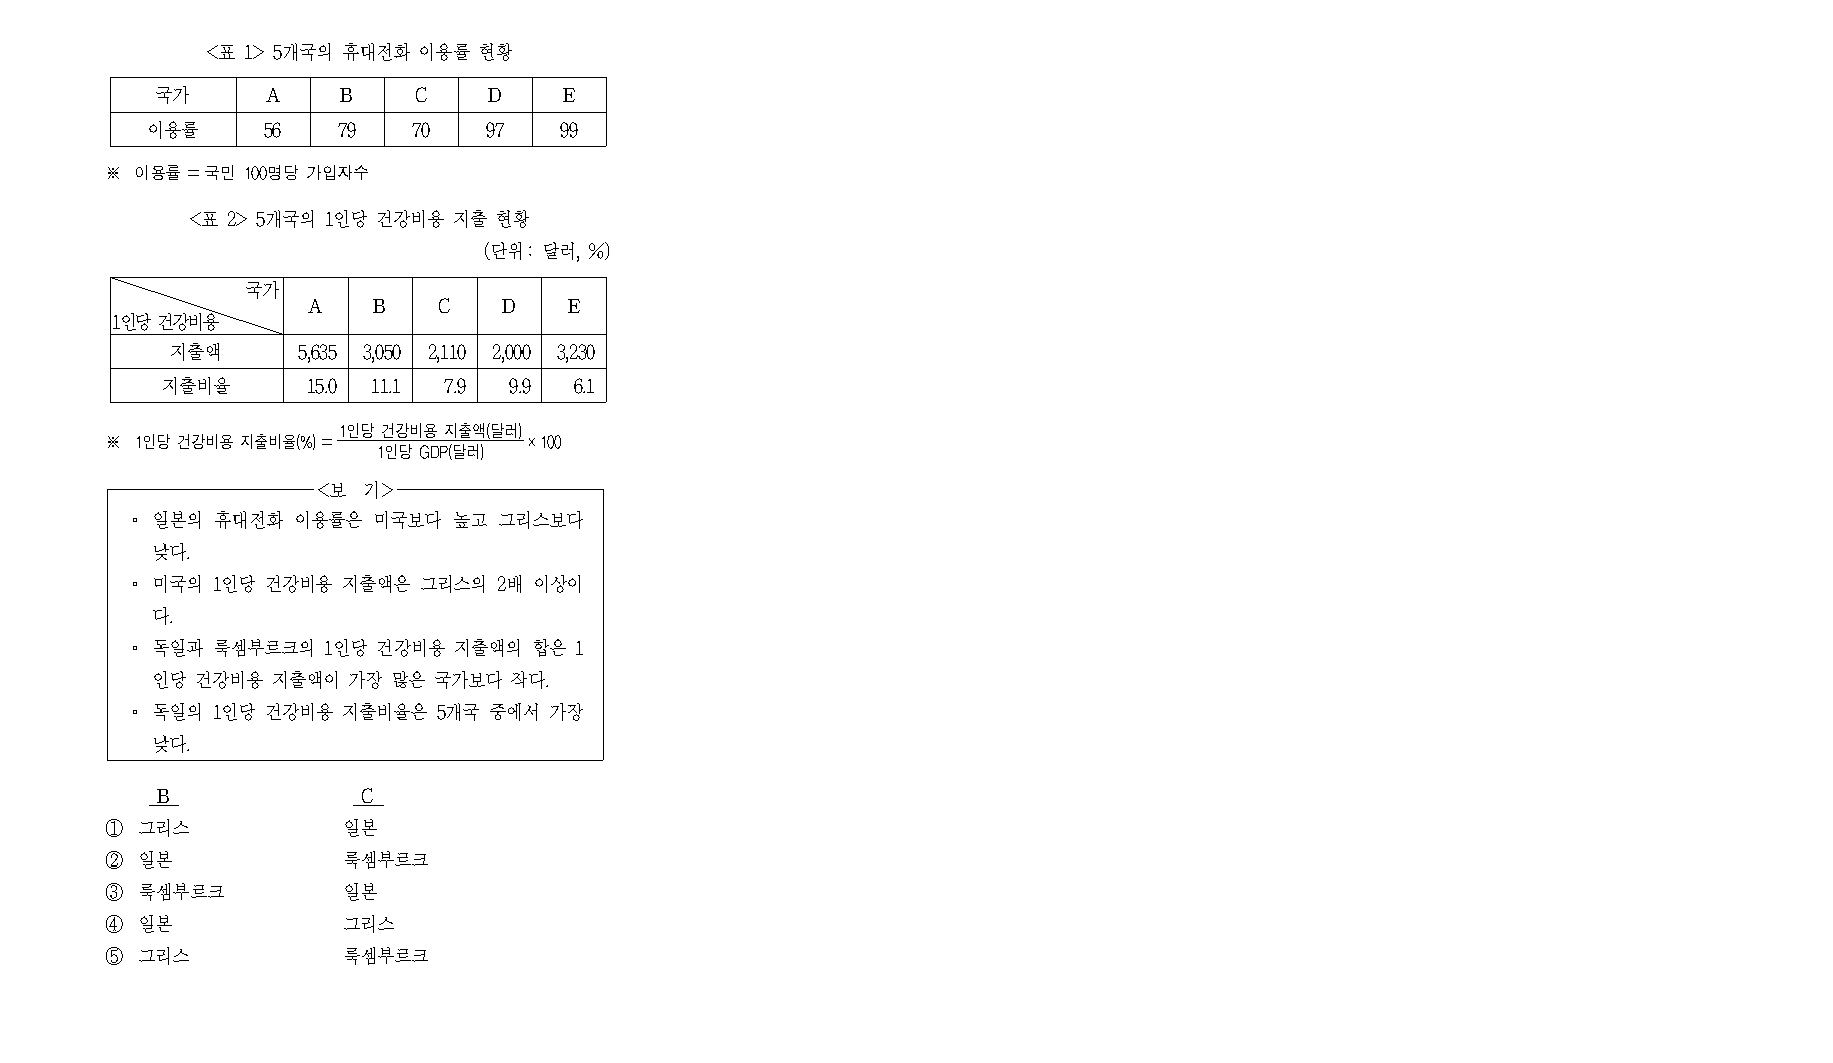 <표 1> 5개국의 휴대전화 이용률 현황
국가 A B C D E
이용률 56 79 70 97 99
※ 이용률 = 국민 100명당 가입자수
<표 2> 5개국의 1인당 건강비용 지출 현황
(단위 : 달러, %)
국가
1인당 건강비용
A B C D E
지출액 5,635 3,050 2,110 2,000 3,230
지출비율 15.0 11.1 7.9 9.9 6.1
※ 1인당 건강비용 지출비율(%) = 1인당 건강비용 지출액(달러) / 1인당 GDP(달러) × 100
<보 기>
▫ 일본의 휴대전화 이용률은 미국보다 높고 그리스보다
낮다.
▫ 미국의 1인당 건강비용 지출액은 그리스의 2배 이상이
다.
▫ 독일과 룩셈부르크의 1인당 건강비용 지출액의 합은 1
인당 건강비용 지출액이 가장 많은 국가보다 작다.
▫ 독일의 1인당 건강비용 지출비율은 5개국 중에서 가장
낮다.
B C
① 그리스 일본
② 일본 룩셈부르크
③ 룩셈부르크 일본
④ 일본 그리스
⑤ 그리스 룩셈부르크